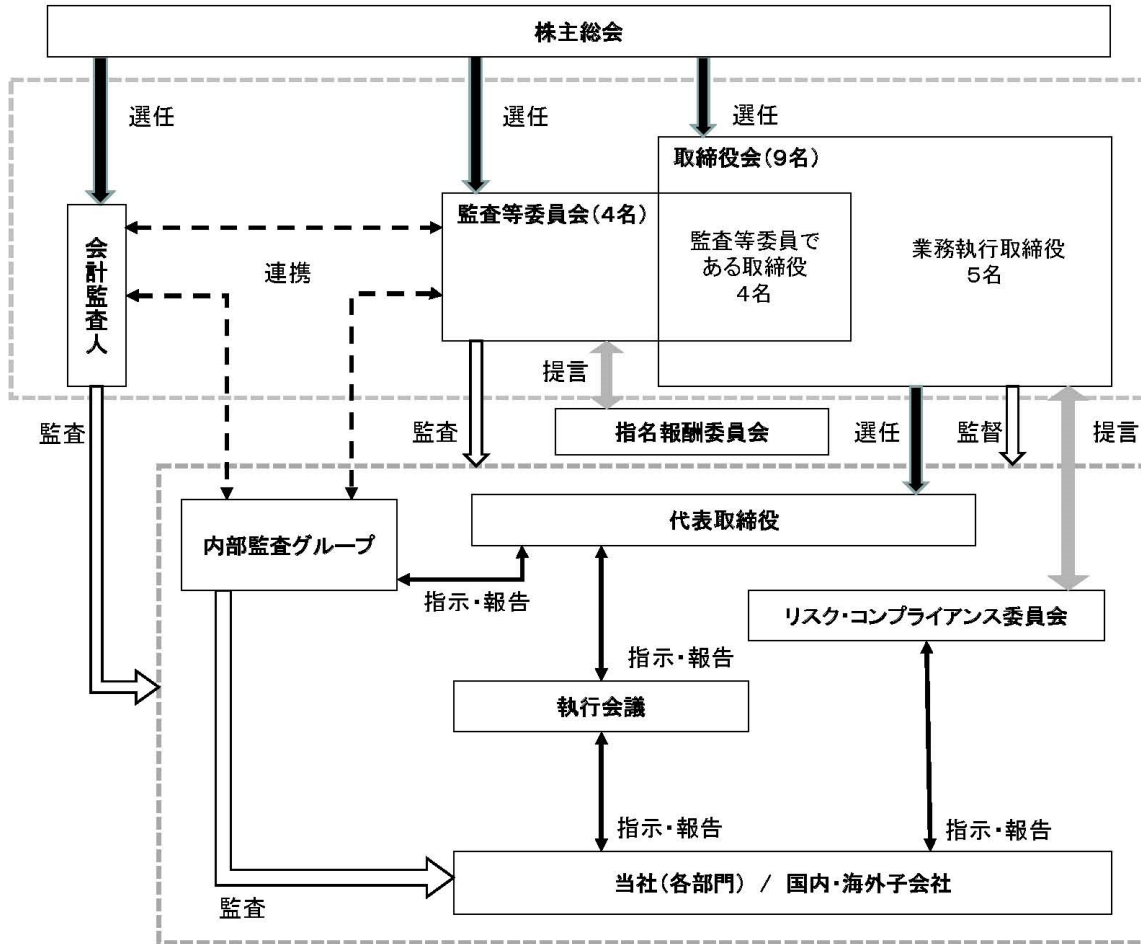 株主総会
選任
選任
選任
取締役会(9名)
監査等委員会(4名)
監査等委員で
ある取締役
4名
業務執行取締役
5名
会計監査人
連携
提言
監査
監査
指名報酬委員会
選任
監督
提言
代表取締役
内部監査グループ
指示・報告
リスク・コンプライアンス委員会
指示・報告
執行会議
指示・報告
指示・報告
当社(各部門) / 国内・海外子会社
監査